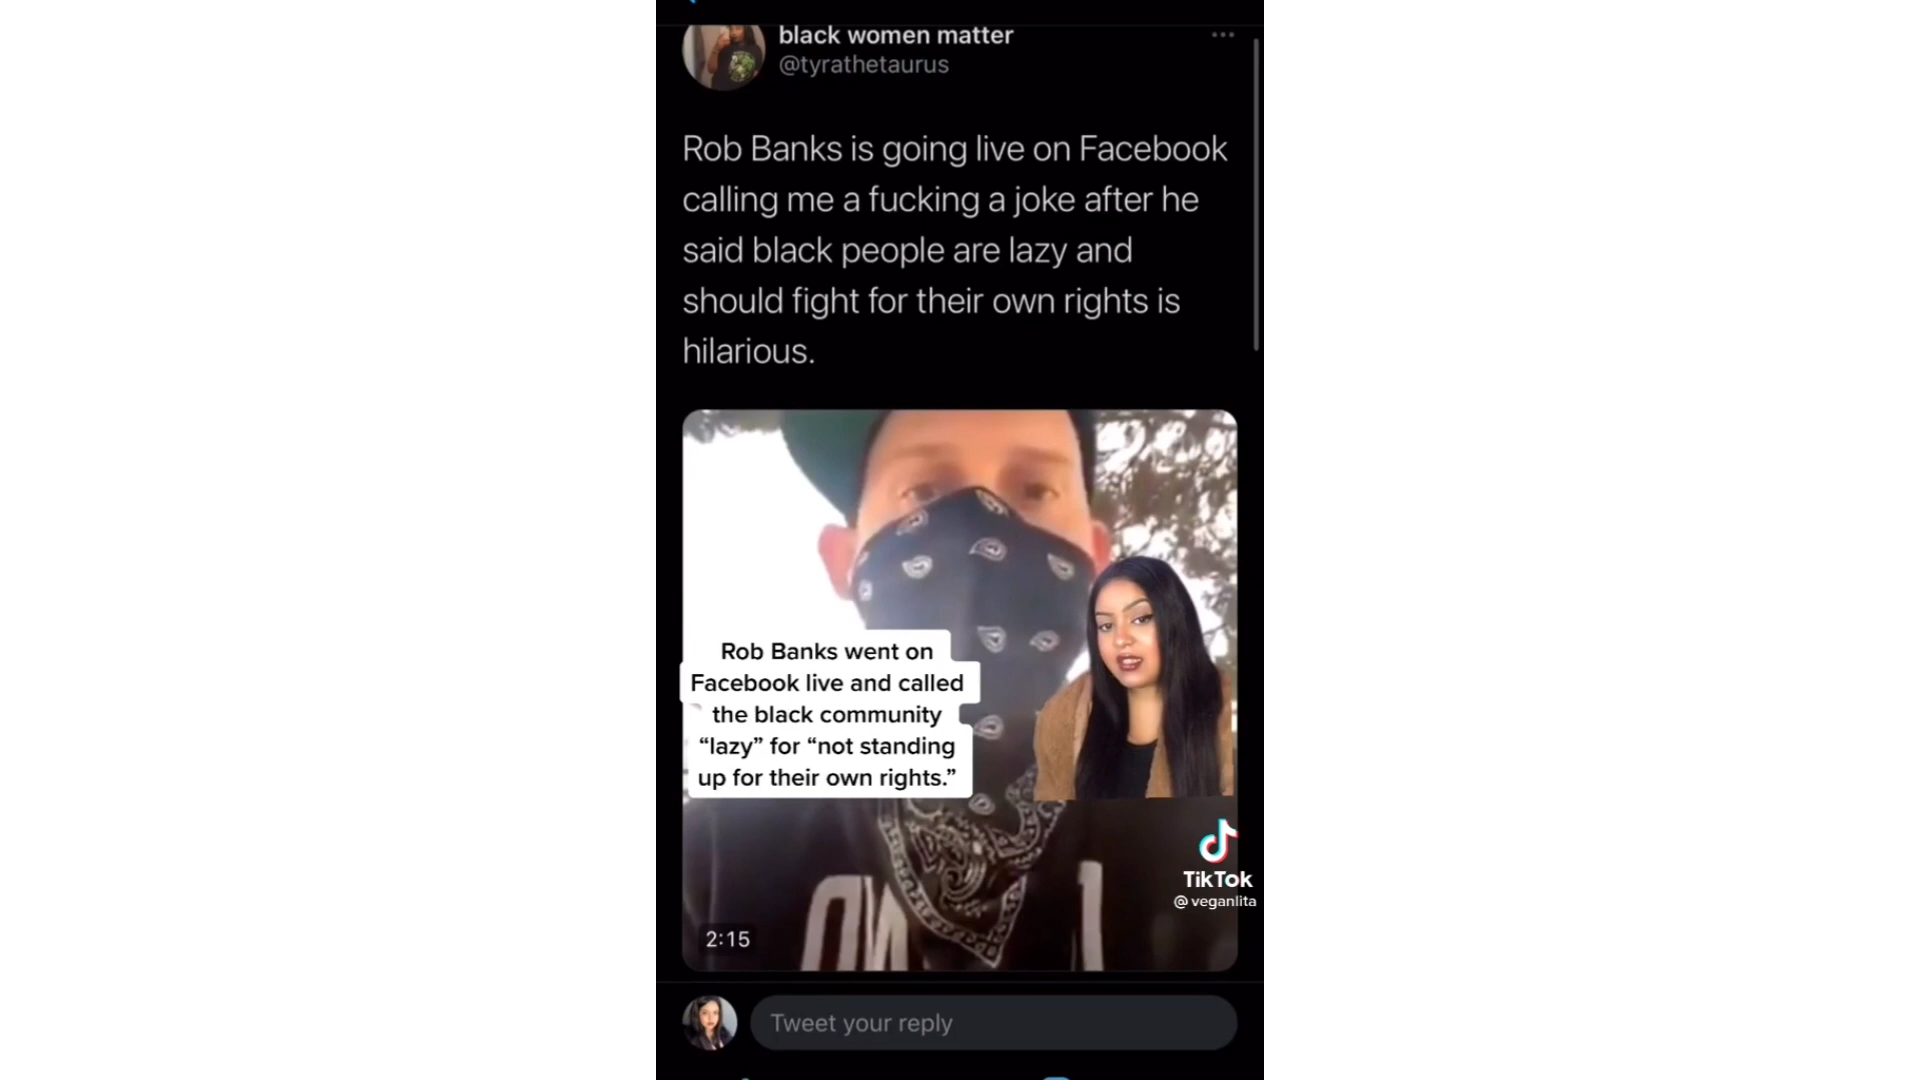 black women matter
@tyrathetaurus
Rob Banks is going live on Facebook
calling me a fucking a joke after he
said black people are lazy and
should fight for their own rights is
hilarious.
Rob Banks went on
Facebook live and called
the black community
“lazy” for “not standing
up for their own rights.”
TikTok
@veganlita
2:15
Tweet your reply